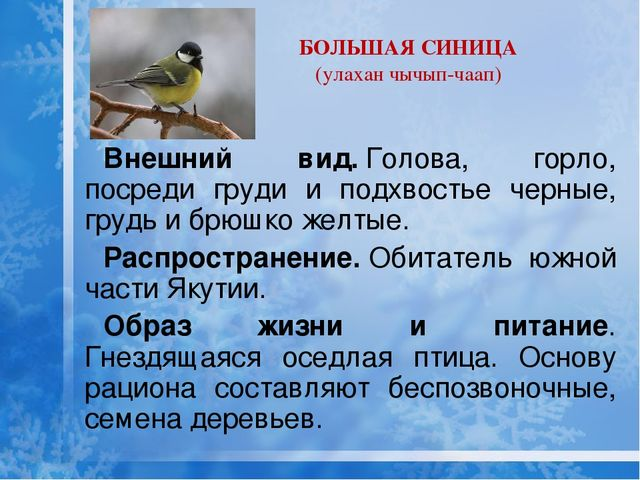 БОЛЬШАЯ СИНИЦА
(улахан чычып-чаап)
Внешний вид. Голова, горло,
посреди груди и подхвостье черные,
грудь и брюшко желтые.
Распространение. Обитатель южной
части Якутии.
Образ жизни и питание.
Гнездящаяся оседлая птица. Основу
рациона составляют беспозвоночные,
семена деревьев.